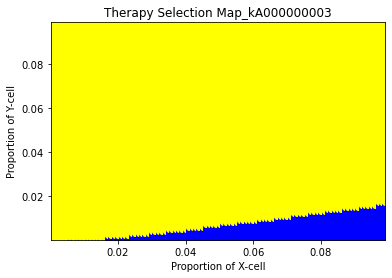 Therapy Selection Map_kA000000003
Proportion of Y-cell
0.08
0.06
0.04
0.02
0.02
0.04
0.06
0.08
Proportion of X-cell